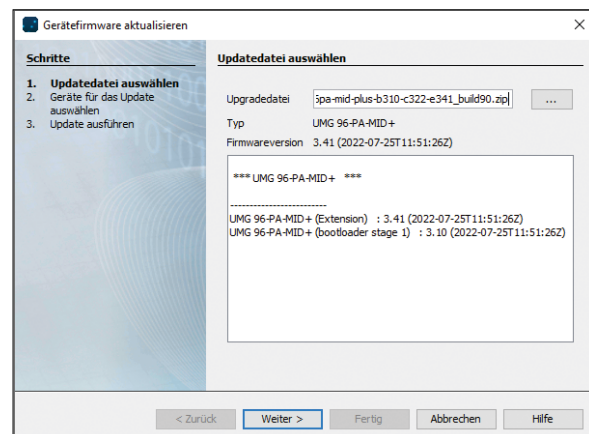 Gerätefirmware aktualisieren
Schritte
1. Updatedatei auswählen
2. Geräte für das Update
auswählen
3. Update ausführen
Updatedatei auswählen
Upgradedatei pa-mid-plus-b310-c322-e341_build90.zip ...
Typ UMG 96-PA-MID+
Firmwareversion 3.41 (2022-07-25T11:51:26Z)
*** UMG 96-PA-MID+ ***
-------------------------
UMG 96-PA-MID+ (Extension) : 3.41 (2022-07-25T11:51:26Z)
UMG 96-PA-MID+ (bootloader stage 1) : 3.10 (2022-07-25T11:51:26Z)
< Zurück Weiter > Fertig Abbrechen Hilfe